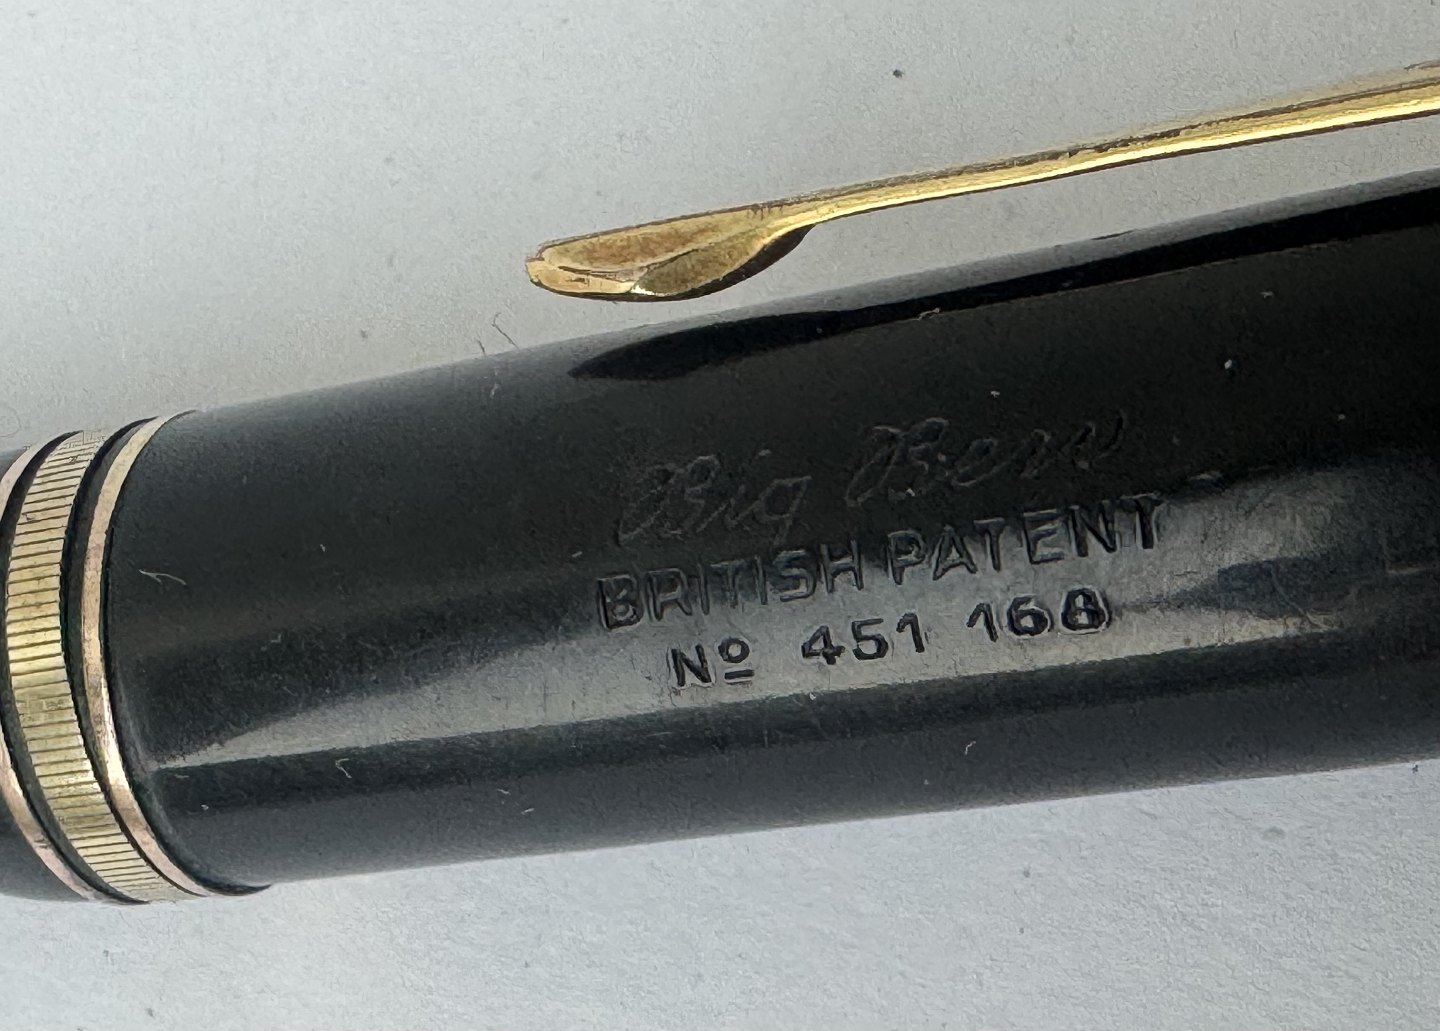 Big Ben
BRITISH PATENT
Nº 451 168